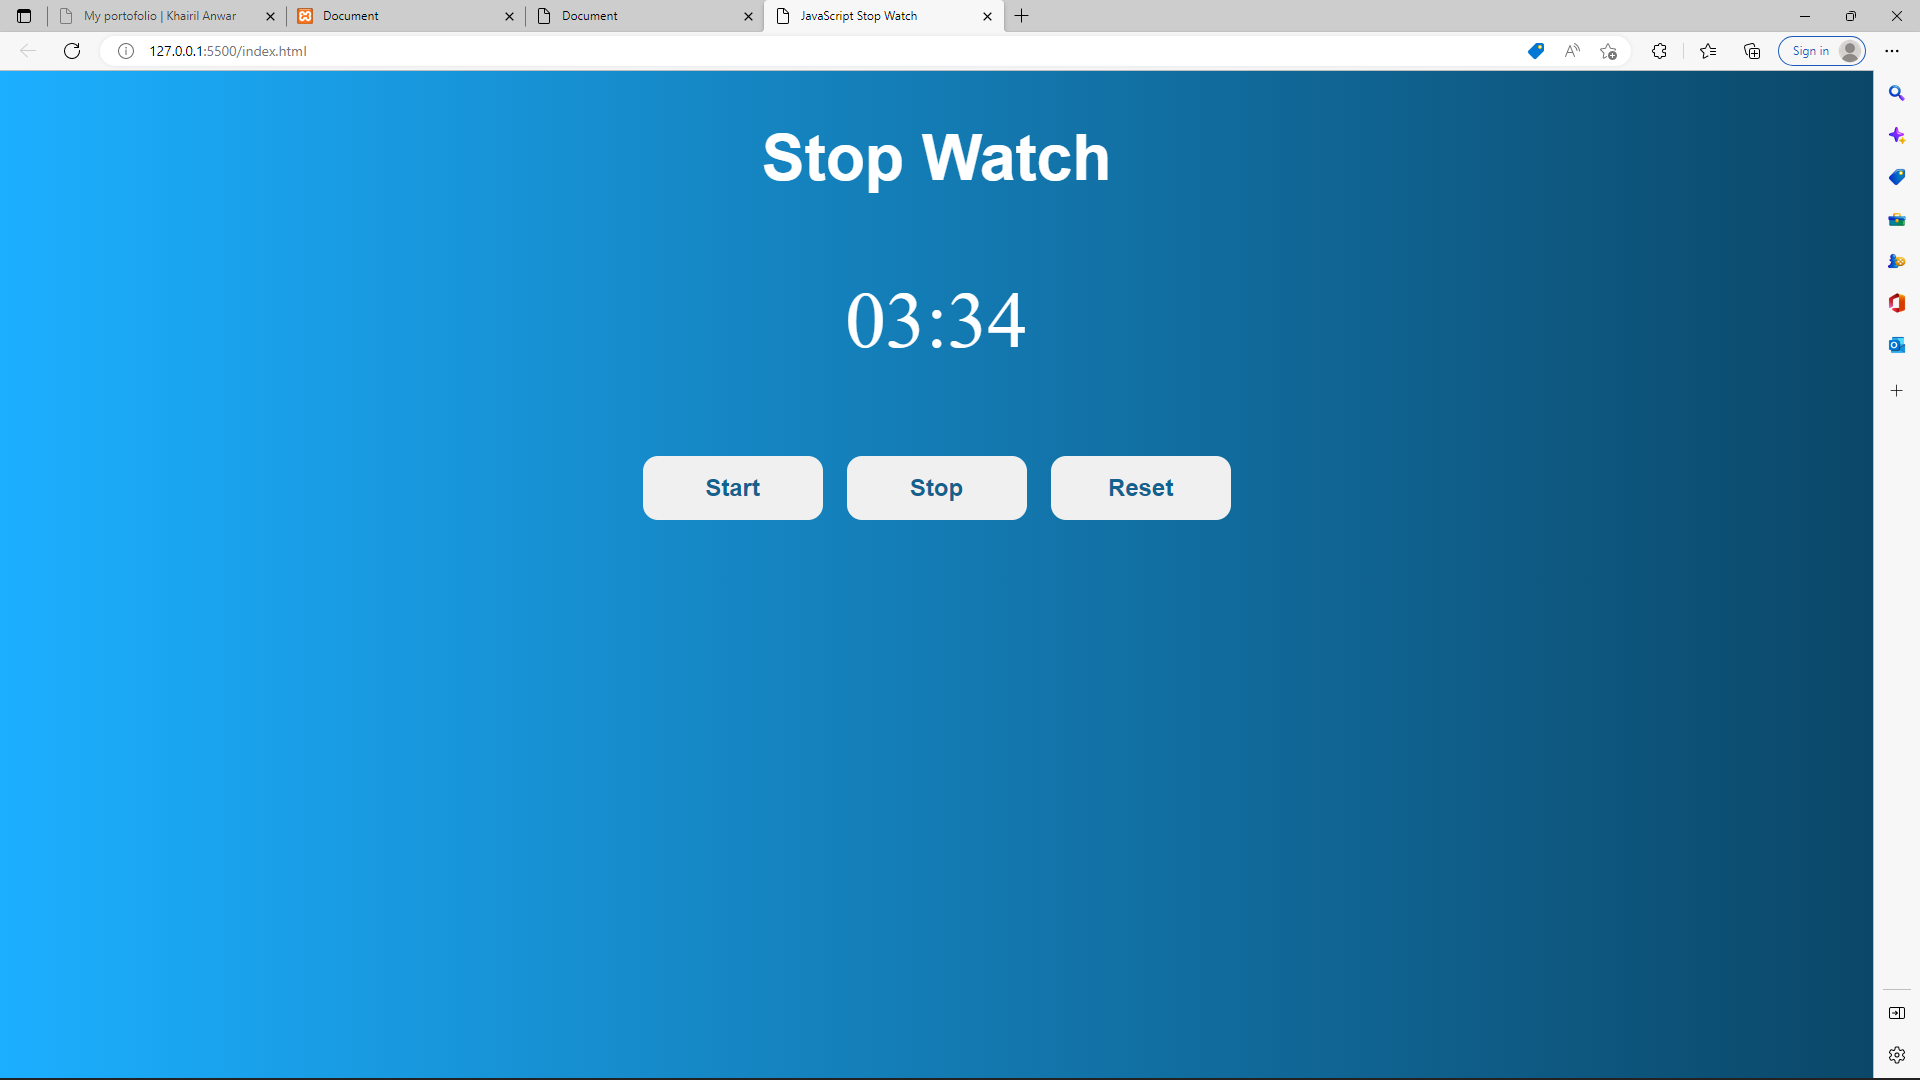 My portofolio | Khairil Anwar
Document
Document
JavaScript Stop Watch
127.0.0.1:5500/index.html
Sign in
Stop Watch
03:34
Start
Stop
Reset